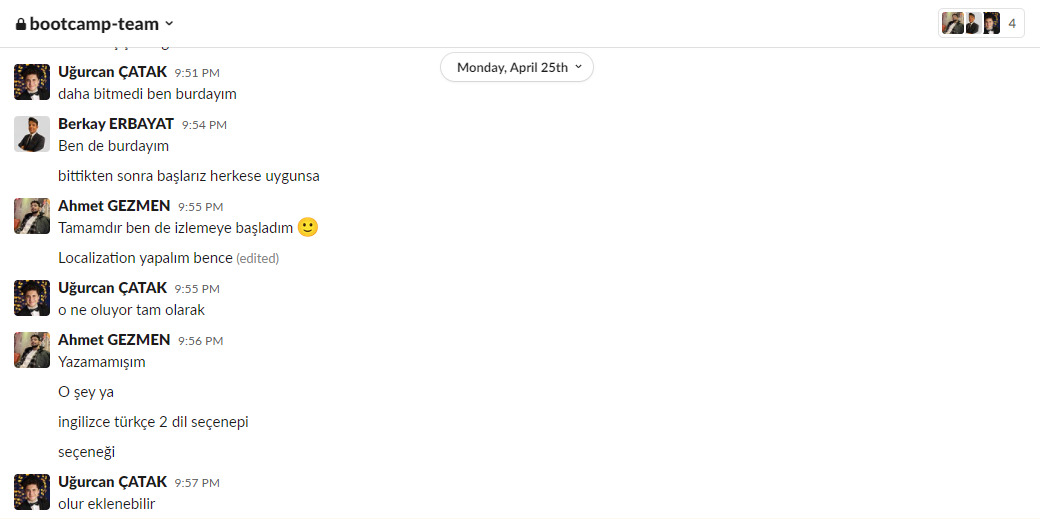 bootcamp-team
4
Monday, April 25th
Uğurcan ÇATAK 9:51 PM
daha bitmedi ben burdayım
Berkay ERBAYAT 9:54 PM
Ben de burdayım
bittikten sonra başlarız herkese uygunsa
Ahmet GEZMEN 9:55 PM
Tamamdır ben de izlemeye başladım 🙂
Localization yapalım bence (edited)
Uğurcan ÇATAK 9:55 PM
o ne oluyor tam olarak
Ahmet GEZMEN 9:56 PM
Yazamamışım
O şey ya
ingilizce türkçe 2 dil seçenepi
seçeneği
Uğurcan ÇATAK 9:57 PM
olur eklenebilir